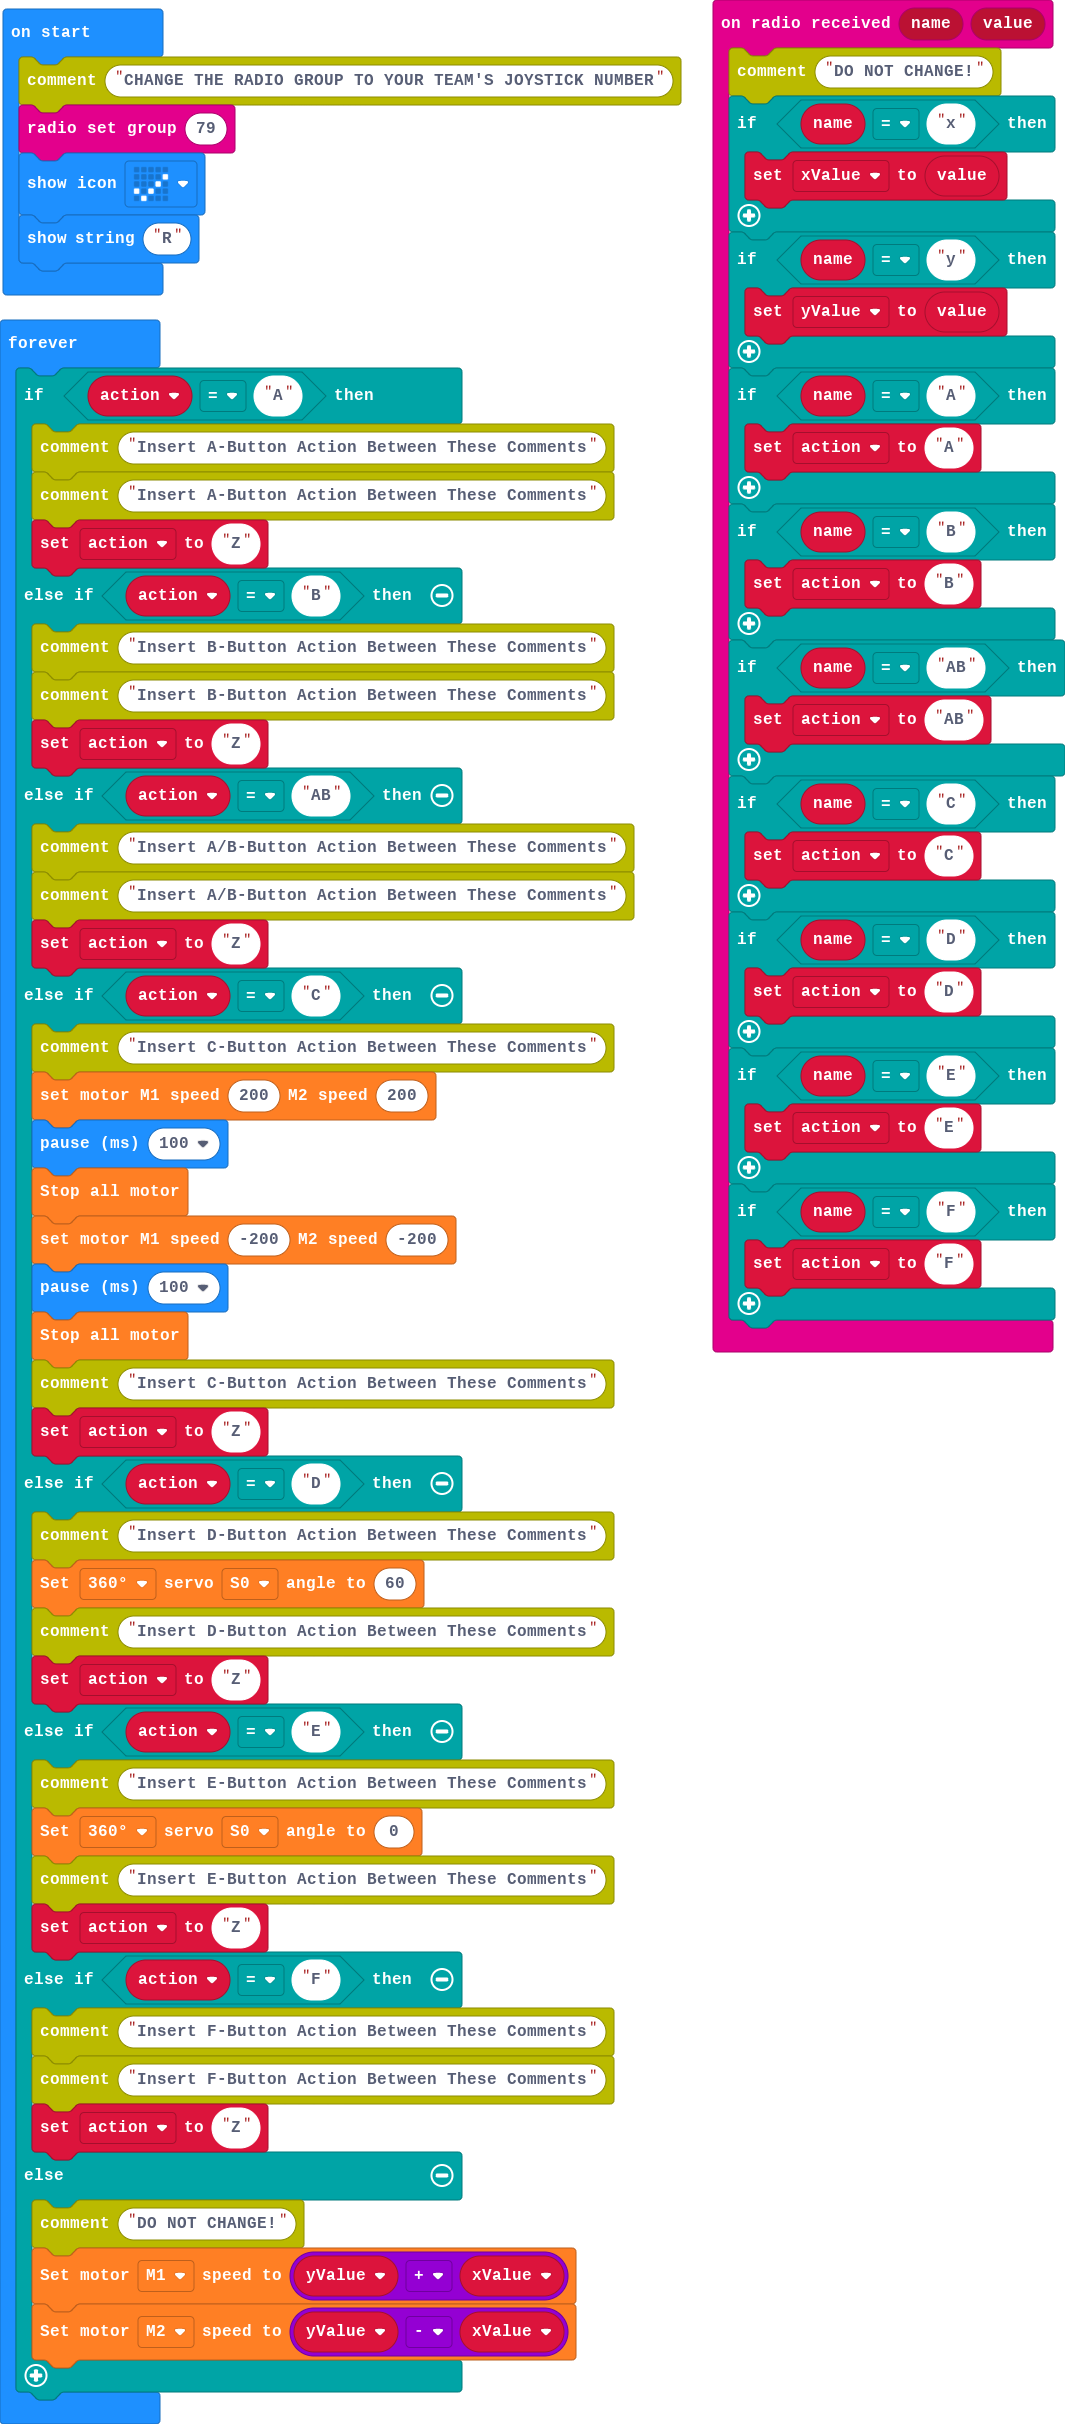 on start
comment "CHANGE THE RADIO GROUP TO YOUR TEAM'S JOYSTICK NUMBER"
radio set group 79
show icon
show string "R"
forever
if action = "A" then
comment "Insert A-Button Action Between These Comments"
comment "Insert A-Button Action Between These Comments"
set action to "Z"
else if action = "B" then
comment "Insert B-Button Action Between These Comments"
comment "Insert B-Button Action Between These Comments"
set action to "Z"
else if action = "AB" then
comment "Insert A/B-Button Action Between These Comments"
comment "Insert A/B-Button Action Between These Comments"
set action to "Z"
else if action = "C" then
comment "Insert C-Button Action Between These Comments"
set motor M1 speed 200 M2 speed 200
pause (ms) 100
Stop all motor
set motor M1 speed -200 M2 speed -200
pause (ms) 100
Stop all motor
comment "Insert C-Button Action Between These Comments"
set action to "Z"
else if action = "D" then
comment "Insert D-Button Action Between These Comments"
Set 360° servo S0 angle to 60
comment "Insert D-Button Action Between These Comments"
set action to "Z"
else if action = "E" then
comment "Insert E-Button Action Between These Comments"
Set 360° servo S0 angle to 0
comment "Insert E-Button Action Between These Comments"
set action to "Z"
else if action = "F" then
comment "Insert F-Button Action Between These Comments"
comment "Insert F-Button Action Between These Comments"
set action to "Z"
else
comment "DO NOT CHANGE!"
Set motor M1 speed to yValue + xValue
Set motor M2 speed to yValue - xValue
on radio received name value
comment "DO NOT CHANGE!"
if name = "x" then
set xValue to value
if name = "y" then
set yValue to value
if name = "A" then
set action to "A"
if name = "B" then
set action to "B"
if name = "AB" then
set action to "AB"
if name = "C" then
set action to "C"
if name = "D" then
set action to "D"
if name = "E" then
set action to "E"
if name = "F" then
set action to "F"